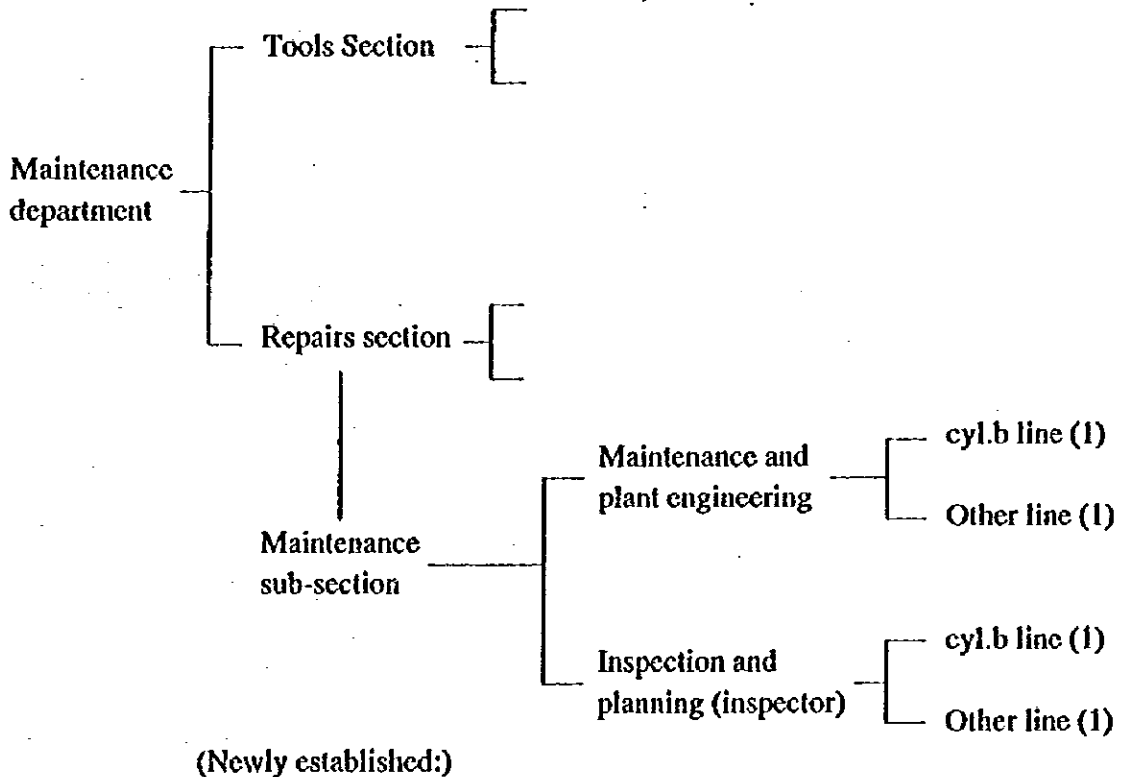 Tools Section
Maintenance
department
Repairs section
Maintenance and
plant engineering
cyl.b line (1)
Other line (1)
Maintenance
sub-section
Inspection and
planning (inspector)
cyl.b line (1)
Other line (1)
(Newly established:)